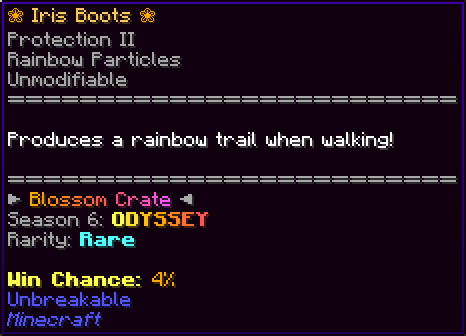 ❀ Iris Boots ❀
Protection II
Rainbow Particles
Unmodifiable
==============================
Produces a rainbow trail when walking!
==============================
► Blossom Crate ◄
Season 6: ODYSSEY
Rarity: Rare
Win Chance: 4%
Unbreakable
Minecraft